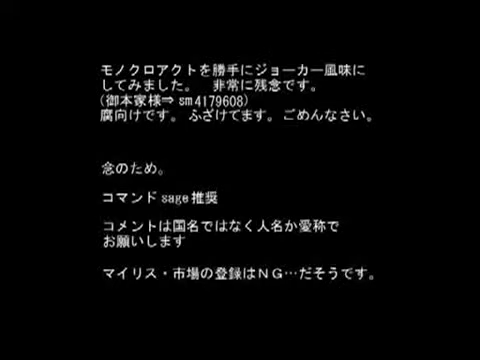 モノクロアクトを勝手にジョーカー風味に
してみました。　非常に残念です。
(御本家様⇒ sm4179608)
腐向けです。ふざけてます。ごめんなさい。
念のため。
コマンド sage 推奨
コメントは国名ではなく人名か愛称で
お願いします
マイリス・市場の登録はＮＧ…だそうです。